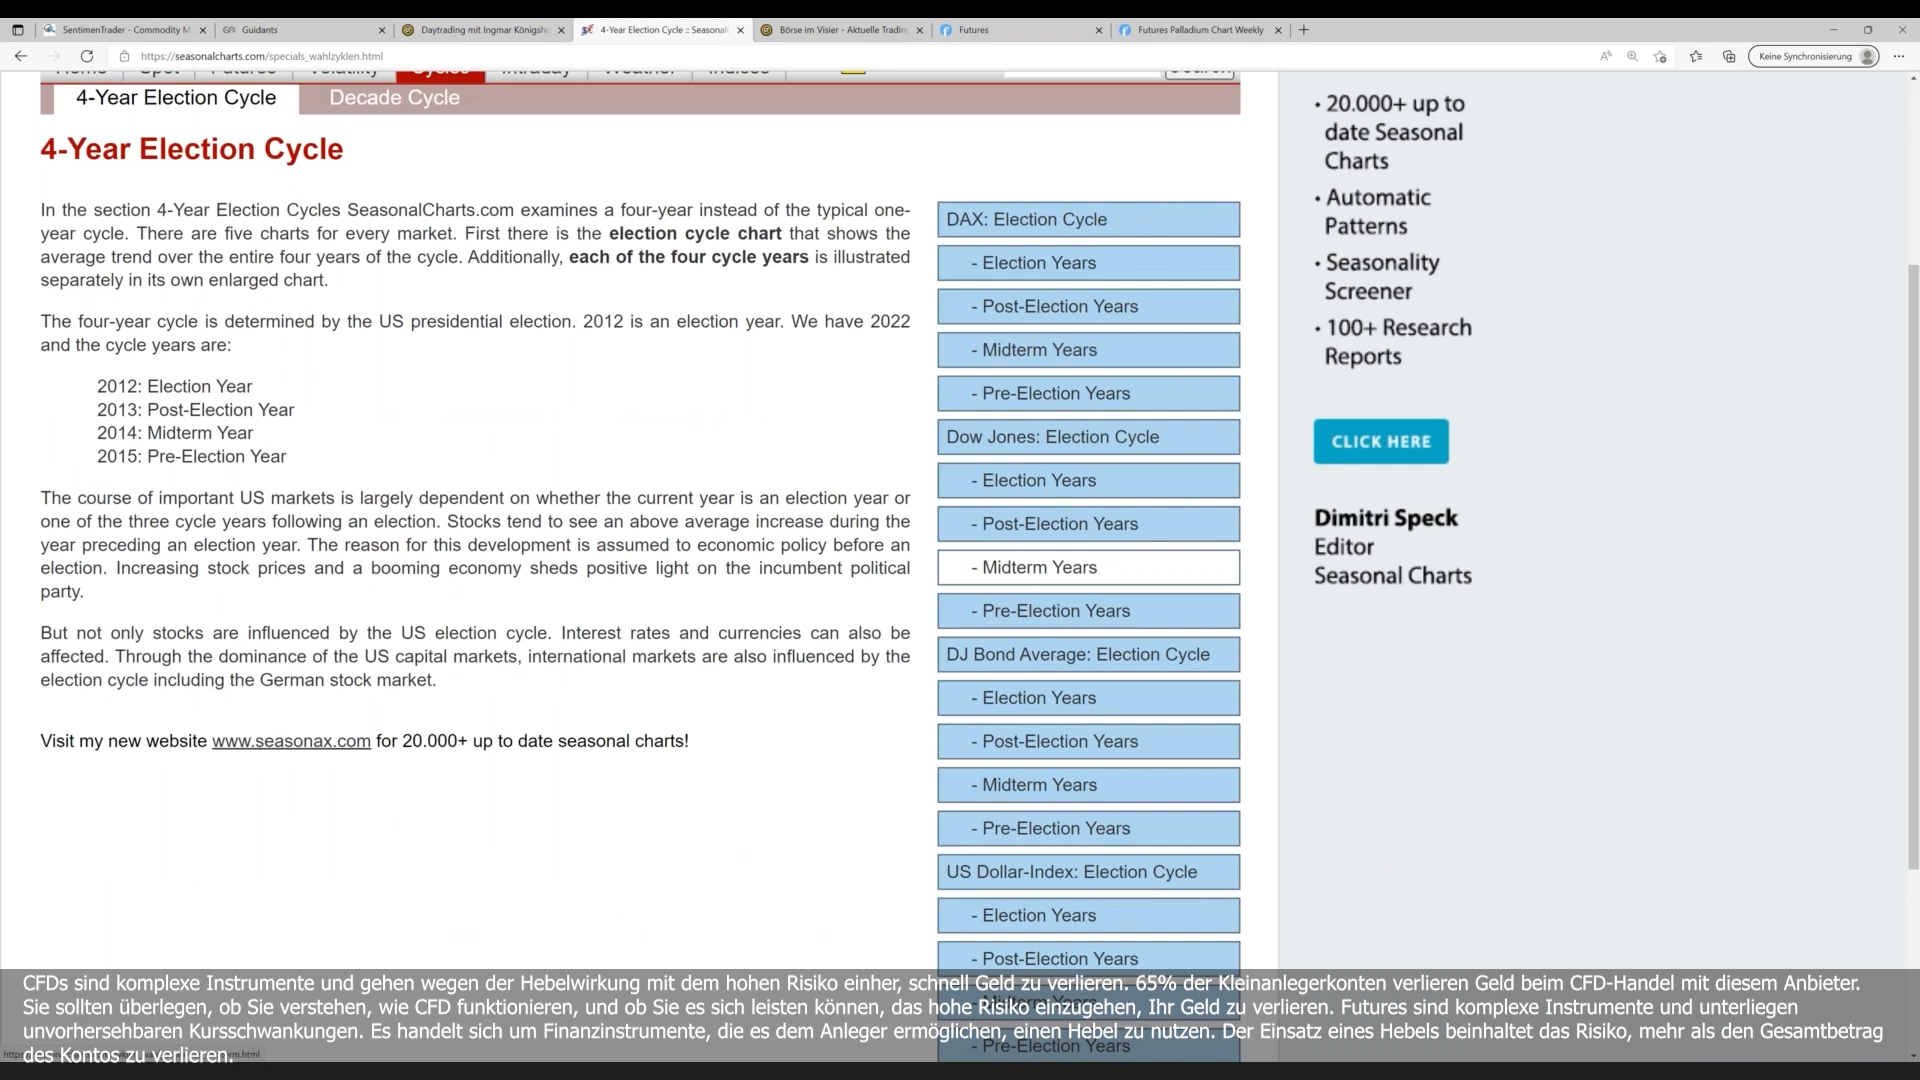 SentimenTrader - Commodity M
Guidants
Daytrading mit Ingmar Königsho
4-Year Election Cycle :: Seasonal
Börse im Visier - Aktuelle Trading
Futures
Futures Palladium Chart Weekly
https://seasonalcharts.com/specials_wahlzyklen.html
Keine Synchronisierung
Home Spot Futures Volatility Cycles Intraday Weather Indices Search
4-Year Election Cycle
Decade Cycle
4-Year Election Cycle
In the section 4-Year Election Cycles SeasonalCharts.com examines a four-year instead of the typical one-
year cycle. There are five charts for every market. First there is the election cycle chart that shows the
average trend over the entire four years of the cycle. Additionally, each of the four cycle years is illustrated
separately in its own enlarged chart.
The four-year cycle is determined by the US presidential election. 2012 is an election year. We have 2022
and the cycle years are:
2012: Election Year
2013: Post-Election Year
2014: Midterm Year
2015: Pre-Election Year
The course of important US markets is largely dependent on whether the current year is an election year or
one of the three cycle years following an election. Stocks tend to see an above average increase during the
year preceding an election year. The reason for this development is assumed to economic policy before an
election. Increasing stock prices and a booming economy sheds positive light on the incumbent political
party.
But not only stocks are influenced by the US election cycle. Interest rates and currencies can also be
affected. Through the dominance of the US capital markets, international markets are also influenced by the
election cycle including the German stock market.
Visit my new website www.seasonax.com for 20.000+ up to date seasonal charts!
DAX: Election Cycle
- Election Years
- Post-Election Years
- Midterm Years
- Pre-Election Years
Dow Jones: Election Cycle
- Election Years
- Post-Election Years
- Midterm Years
- Pre-Election Years
DJ Bond Average: Election Cycle
- Election Years
- Post-Election Years
- Midterm Years
- Pre-Election Years
US Dollar-Index: Election Cycle
- Election Years
- Post-Election Years
- Midterm Years
- Pre-Election Years
• 20.000+ up to
date Seasonal
Charts
• Automatic
Patterns
• Seasonality
Screener
• 100+ Research
Reports
CLICK HERE
Dimitri Speck
Editor
Seasonal Charts
CFDs sind komplexe Instrumente und gehen wegen der Hebelwirkung mit dem hohen Risiko einher, schnell Geld zu verlieren. 65% der Kleinanlegerkonten verlieren Geld beim CFD-Handel mit diesem Anbieter.
Sie sollten überlegen, ob Sie verstehen, wie CFD funktionieren, und ob Sie es sich leisten können, das hohe Risiko einzugehen, Ihr Geld zu verlieren. Futures sind komplexe Instrumente und unterliegen
unvorhersehbaren Kursschwankungen. Es handelt sich um Finanzinstrumente, die es dem Anleger ermöglichen, einen Hebel zu nutzen. Der Einsatz eines Hebels beinhaltet das Risiko, mehr als den Gesamtbetrag
des Kontos zu verlieren.